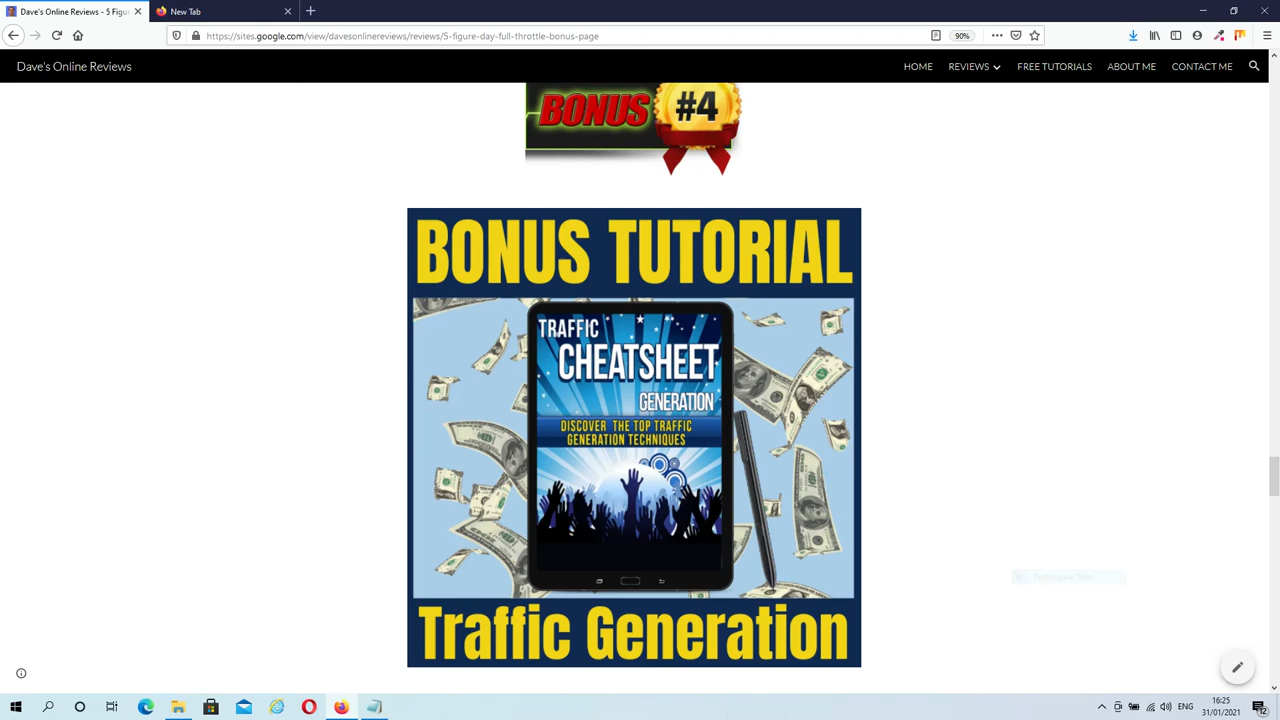 Dave's Online Reviews - 5 Figur
New Tab
https://sites.google.com/view/davesonlinereviews/reviews/5-figure-day-full-throttle-bonus-page
90%
Dave's Online Reviews
HOME
REVIEWS
FREE TUTORIALS
ABOUT ME
CONTACT ME
BONUS
#4
BONUS TUTORIAL
TRAFFIC
CHEATSHEET
GENERATION
DISCOVER THE TOP TRAFFIC
GENERATION TECHNIQUES
Traffic Generation
ENG
16:25
31/01/2021
12